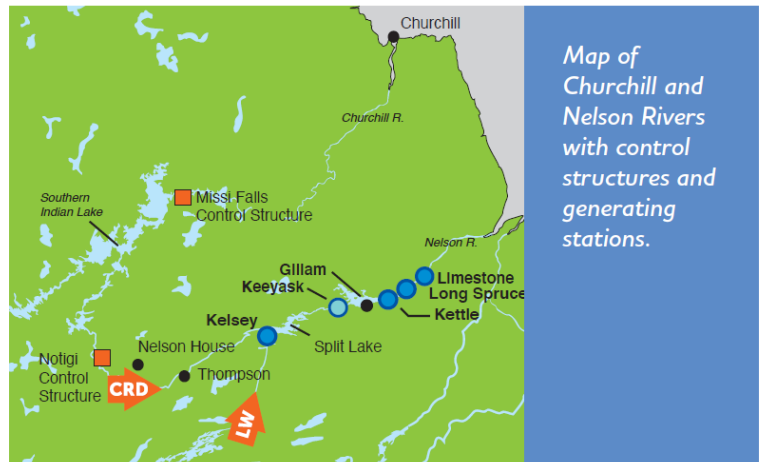 Churchill
Map of
Churchill and
Nelson Rivers
with control
structures and
generating
stations.
Churchill R.
Southern
Indian Lake
Missi Falls
Control Structure
Nelson R.
Gillam
Keeyask
Limestone
Long Spruce
Kettle
Kelsey
Split Lake
Notigi
Control
Structure
Nelson House
Thompson
CRD
LW